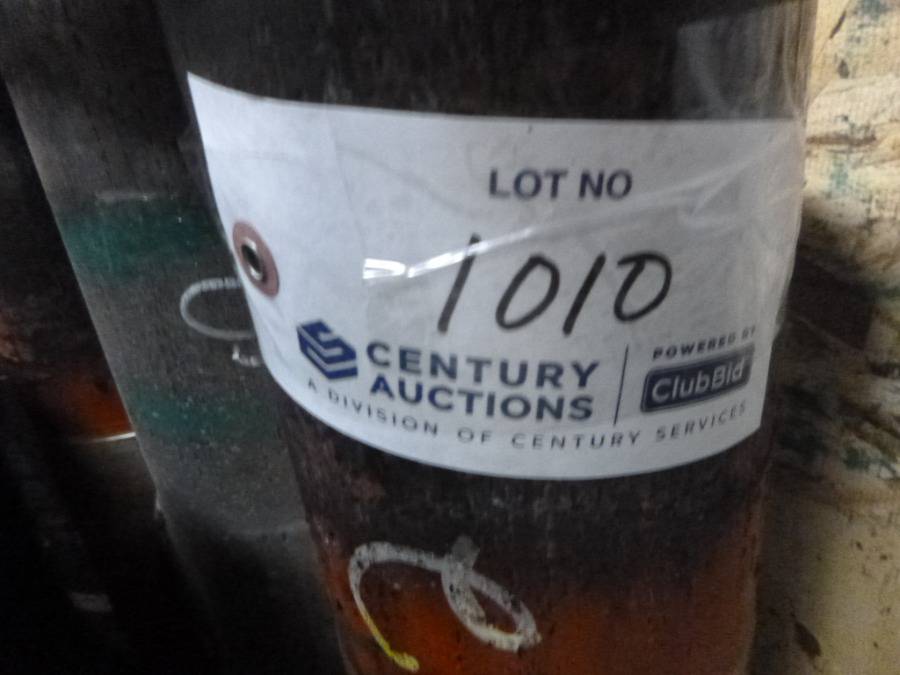 LOT NO
1010
CENTURY
AUCTIONS
A DIVISION OF CENTURY SERVICES
POWERED BY
ClubBid